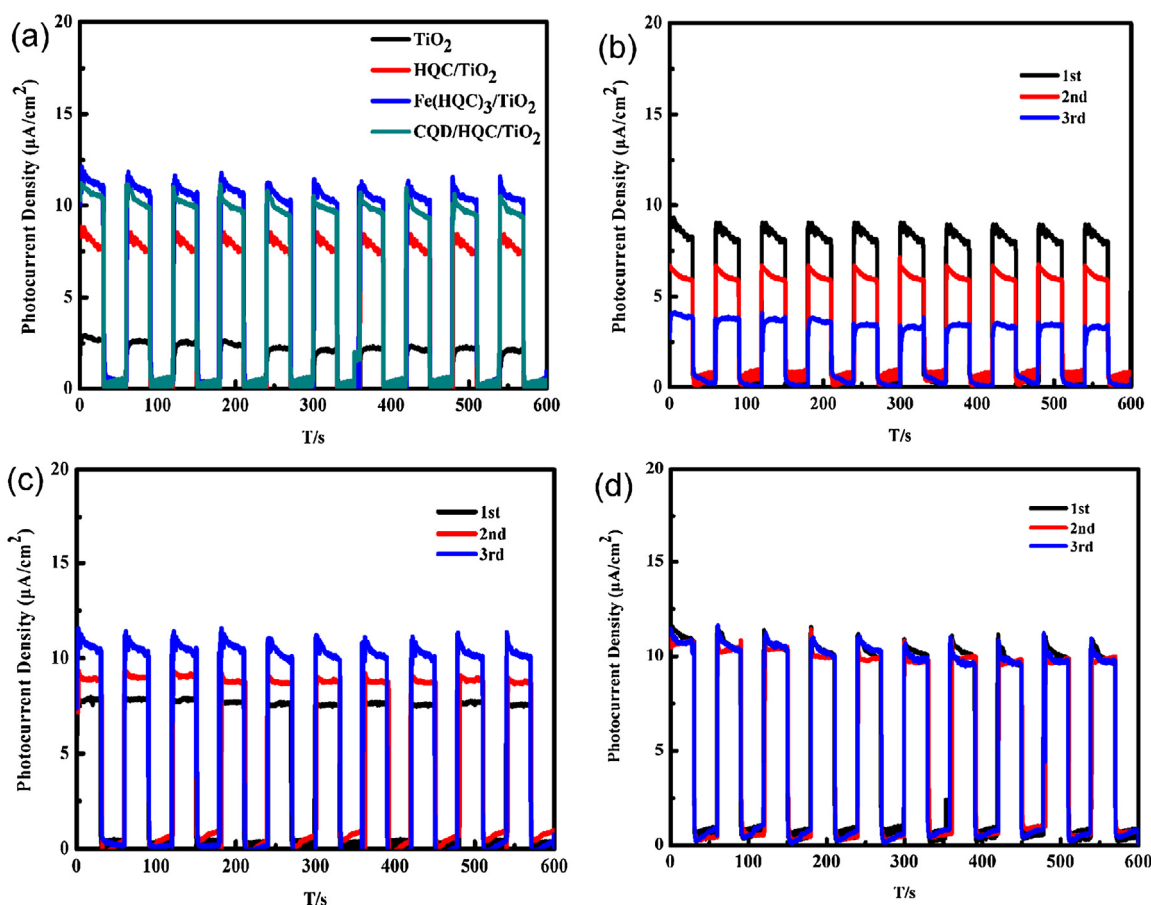 (a)
20
15
10
5
0
Photocurrent Density (μA/cm²)
TiO₂
HQC/TiO₂
Fe(HQC)₃/TiO₂
CQD/HQC/TiO₂
0 100 200 300 400 500 600
T/s
(b)
20
15
10
5
0
Photocurrent Density (μA/cm²)
1st
2nd
3rd
0 100 200 300 400 500 600
T/s
(c)
20
15
10
5
0
Photocurrent Density (μA/cm²)
1st
2nd
3rd
0 100 200 300 400 500 600
T/s
(d)
20
15
10
5
0
Photocurrent Density (μA/cm²)
1st
2nd
3rd
0 100 200 300 400 500 600
T/s